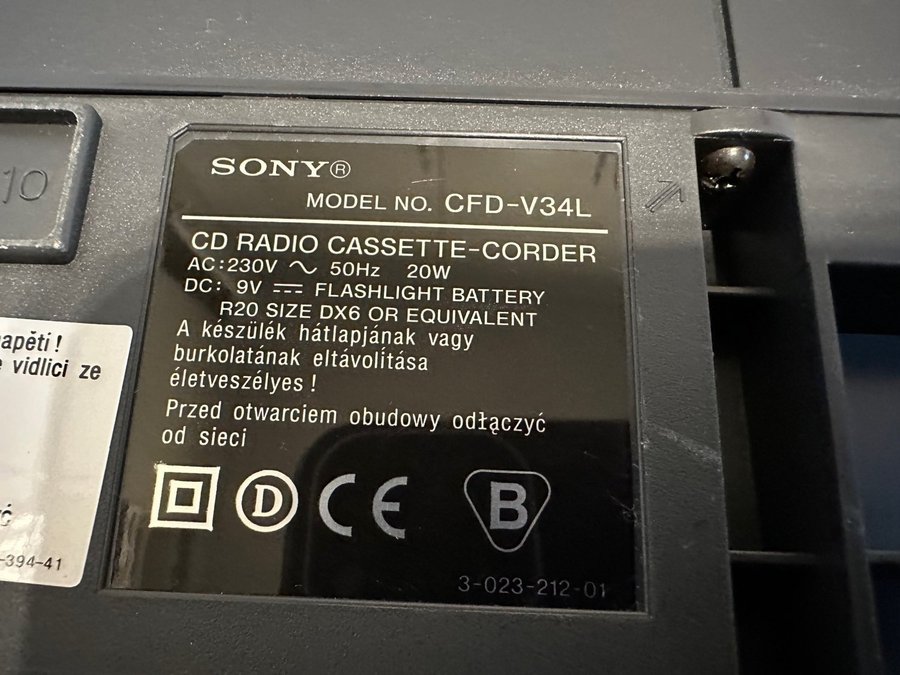 SONY®
MODEL NO. CFD-V34L
CD RADIO CASSETTE-CORDER
AC:230V ~ 50Hz 20W
DC: 9V ⎓ FLASHLIGHT BATTERY
R20 SIZE DX6 OR EQUIVALENT
A készülék hátlapjának vagy
burkolatának eltávolítása
életveszélyes !
Przed otwarciem obudowy odłączyć
od sieci
D CE B
3-023-212-01
10
vidlici ze
-394-41